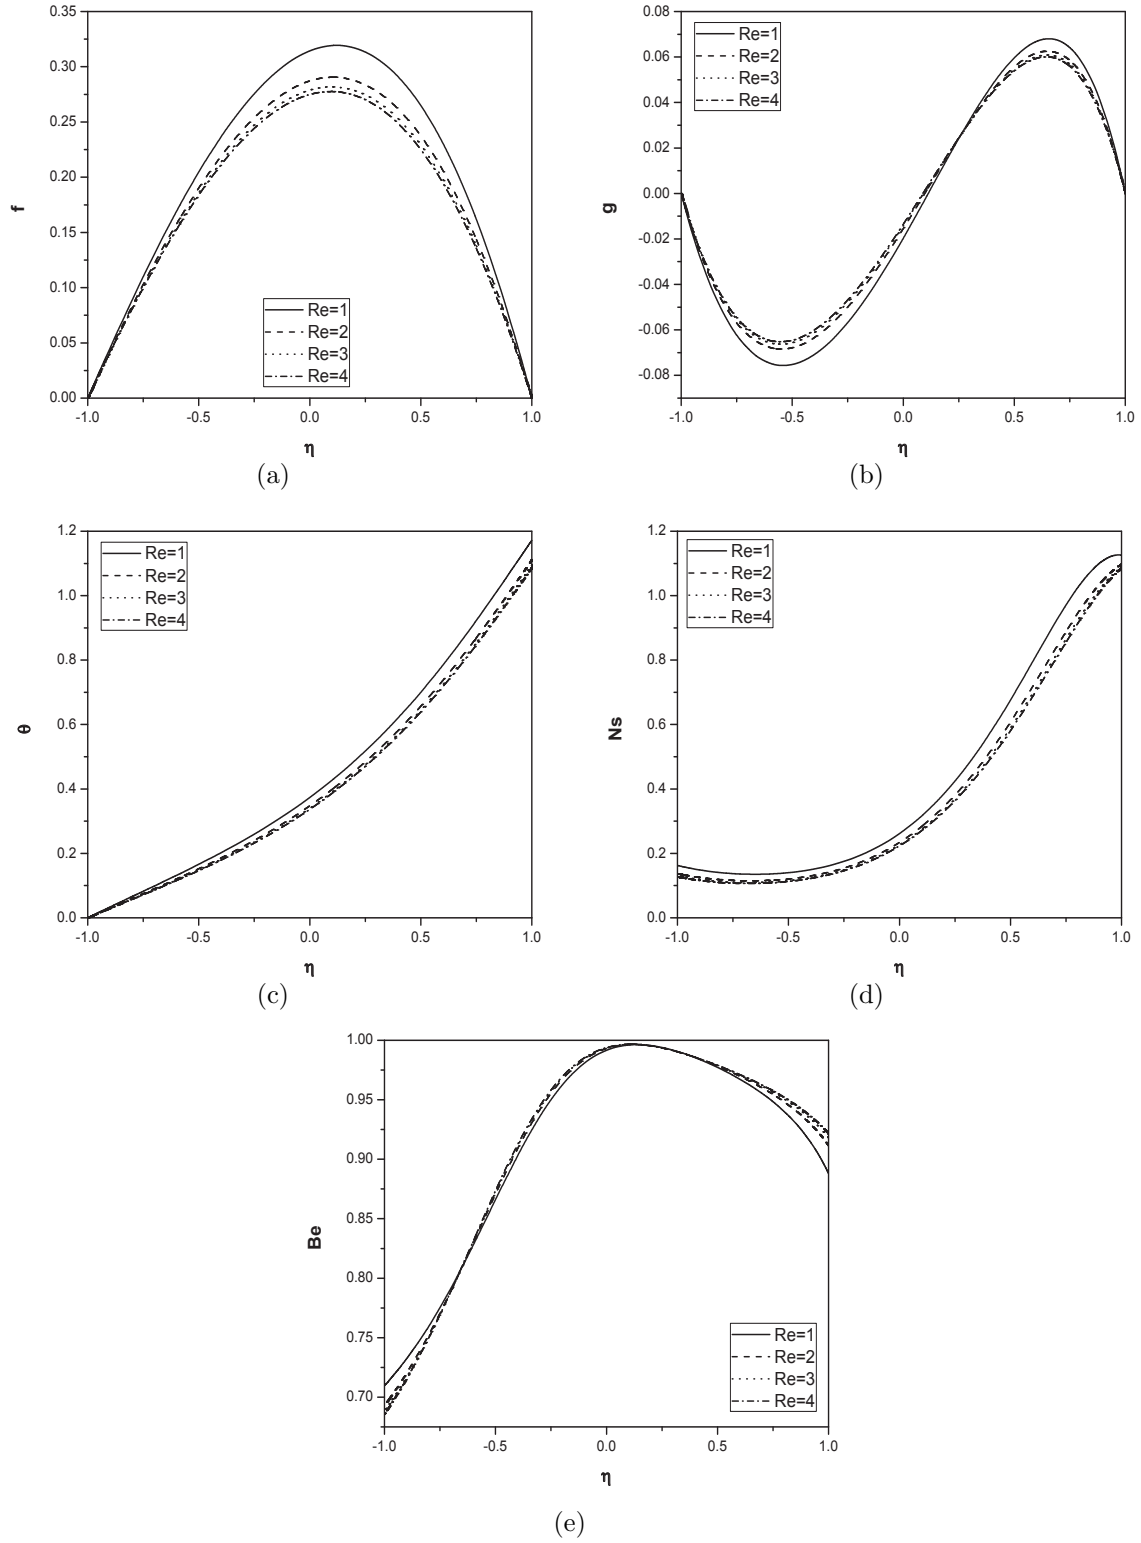 0.35
0.30
0.25
0.20
0.15
0.10
0.05
0.00
f
-1.0 -0.5 0.0 0.5 1.0
η
Re=1
Re=2
Re=3
Re=4
(a)
0.08
0.06
0.04
0.02
0.00
-0.02
-0.04
-0.06
-0.08
g
-1.0 -0.5 0.0 0.5 1.0
η
Re=1
Re=2
Re=3
Re=4
(b)
1.2
1.0
0.8
0.6
0.4
0.2
0.0
θ
-1.0 -0.5 0.0 0.5 1.0
η
Re=1
Re=2
Re=3
Re=4
(c)
1.2
1.0
0.8
0.6
0.4
0.2
0.0
Ns
-1.0 -0.5 0.0 0.5 1.0
η
Re=1
Re=2
Re=3
Re=4
(d)
1.00
0.95
0.90
0.85
0.80
0.75
0.70
Be
-1.0 -0.5 0.0 0.5 1.0
η
Re=1
Re=2
Re=3
Re=4
(e)